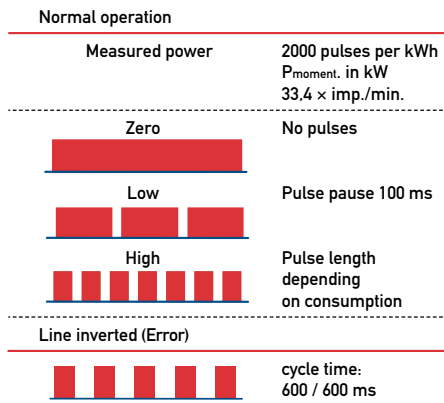 Normal operation
Measured power
2000 pulses per kWh
Pmoment. in kW
33,4 × imp./min.
Zero
No pulses
Low
Pulse pause 100 ms
High
Pulse length
depending
on consumption
Line inverted (Error)
cycle time:
600 / 600 ms